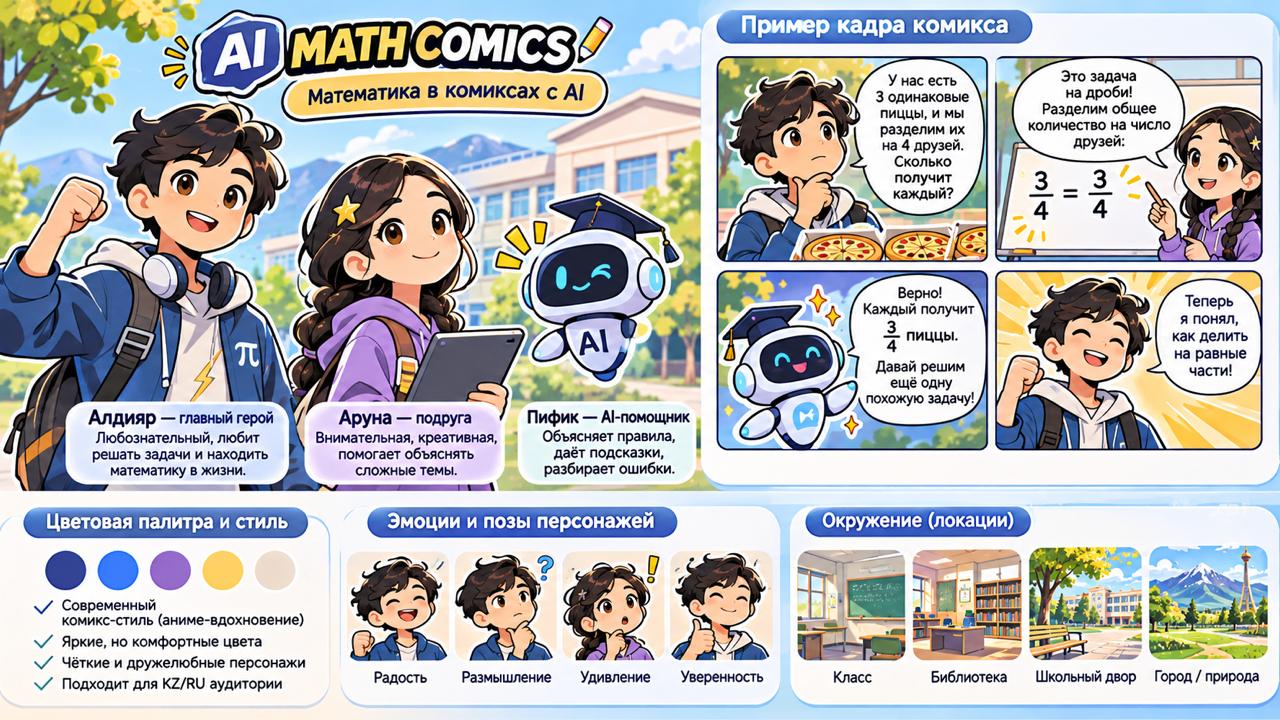 AI MATH COMICS
Математика в комиксах с AI
π
AI
Алдияр — главный герой
Любознательный, любит
решать задачи и находить
математику в жизни.
Аруна — подруга
Внимательная, креативная,
помогает объяснять
сложные темы.
Пифик — AI-помощник
Объясняет правила,
даёт подсказки,
разбирает ошибки.
Пример кадра комикса
У нас есть
3 одинаковые
пиццы, и мы
разделим их
на 4 друзей.
Сколько
получит
каждый?
Это задача
на дроби!
Разделим общее
количество на число
друзей:
3/4 = 3/4
Верно!
Каждый получит
3/4 пиццы.
Давай решим
ещё одну
похожую задачу!
Теперь
я понял,
как делить
на равные
части!
Цветовая палитра и стиль
Современный
комикс-стиль (аниме-вдохновение)
Яркие, но комфортные цвета
Чёткие и дружелюбные персонажи
Подходит для KZ/RU аудитории
Эмоции и позы персонажей
?
!
Радость
Размышление
Удивление
Уверенность
Окружение (локации)
Класс
Библиотека
Школьный двор
Город / природа